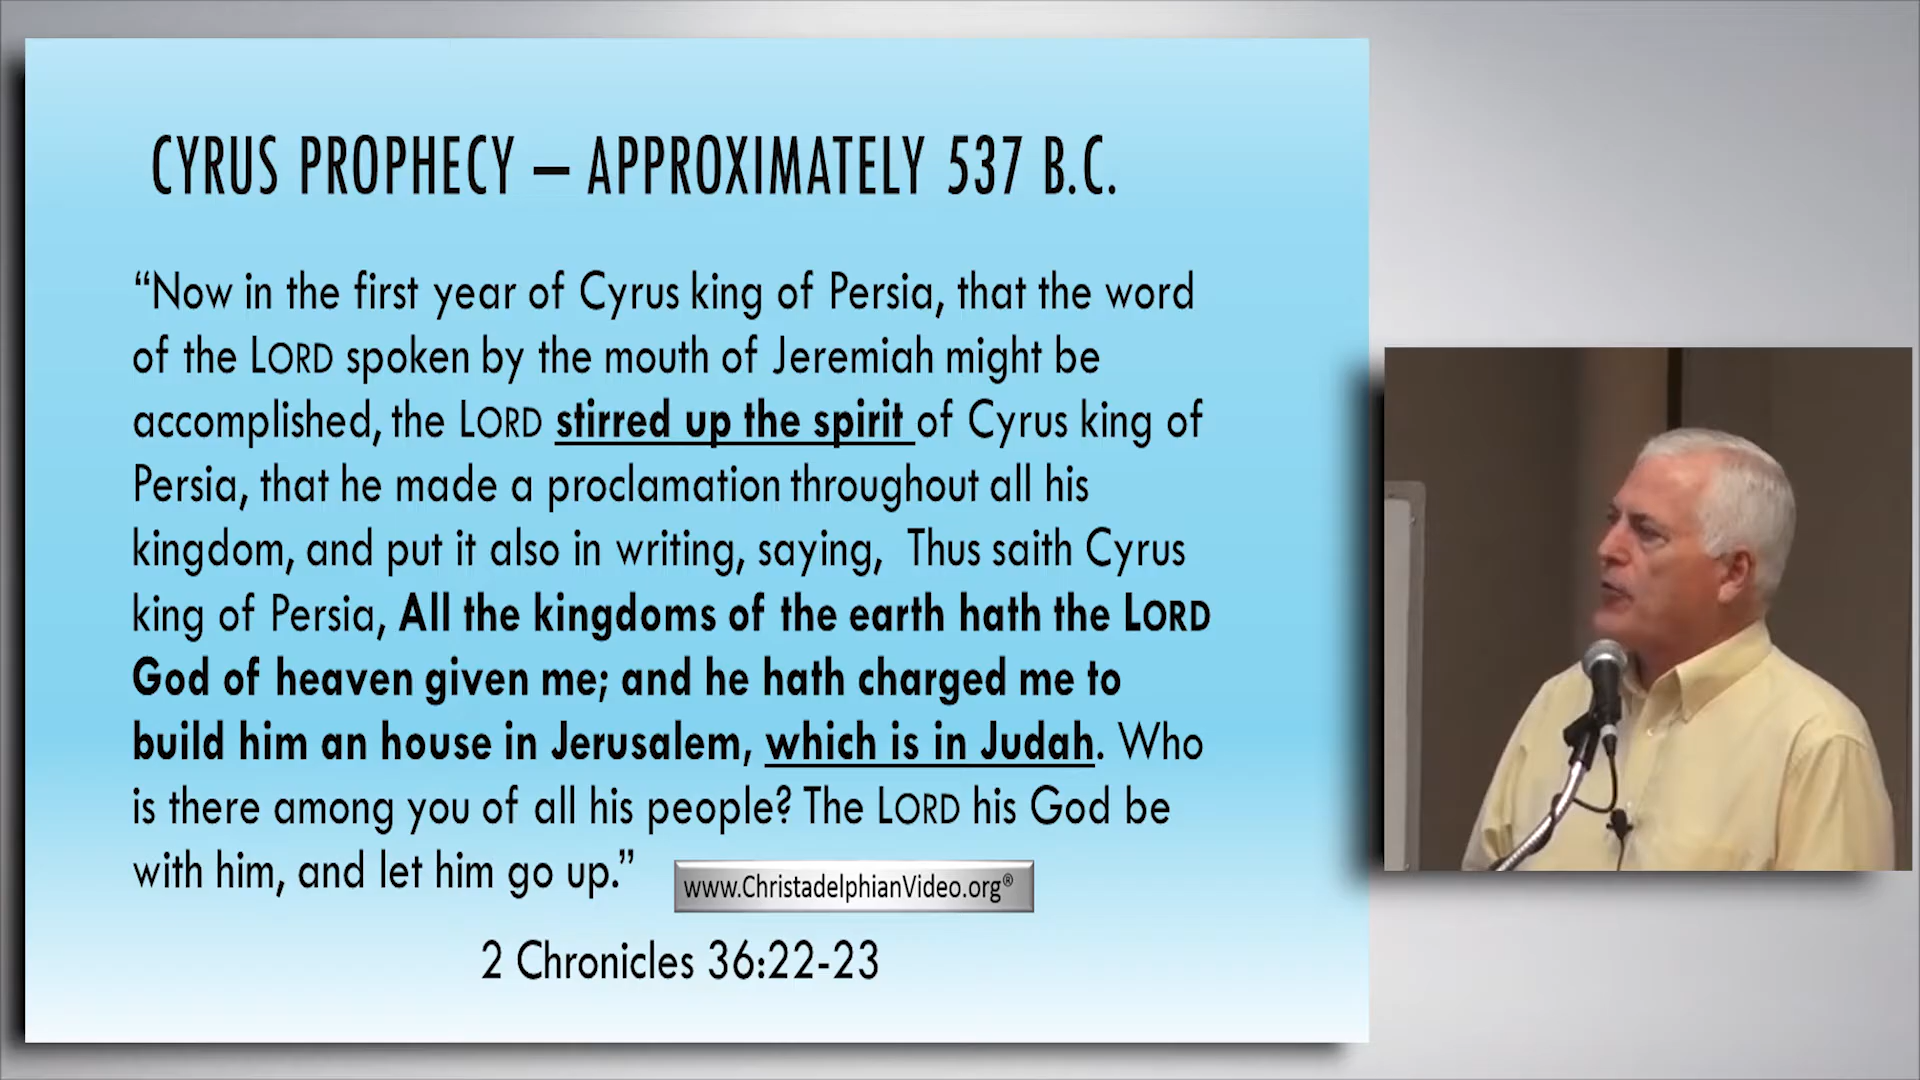 CYRUS PROPHECY – APPROXIMATELY 537 B.C.
“Now in the first year of Cyrus king of Persia, that the word
of the LORD spoken by the mouth of Jeremiah might be
accomplished, the LORD stirred up the spirit of Cyrus king of
Persia, that he made a proclamation throughout all his
kingdom, and put it also in writing, saying, Thus saith Cyrus
king of Persia, All the kingdoms of the earth hath the LORD
God of heaven given me; and he hath charged me to
build him an house in Jerusalem, which is in Judah. Who
is there among you of all his people? The LORD his God be
with him, and let him go up.”
www.ChristadelphianVideo.org®
2 Chronicles 36:22-23